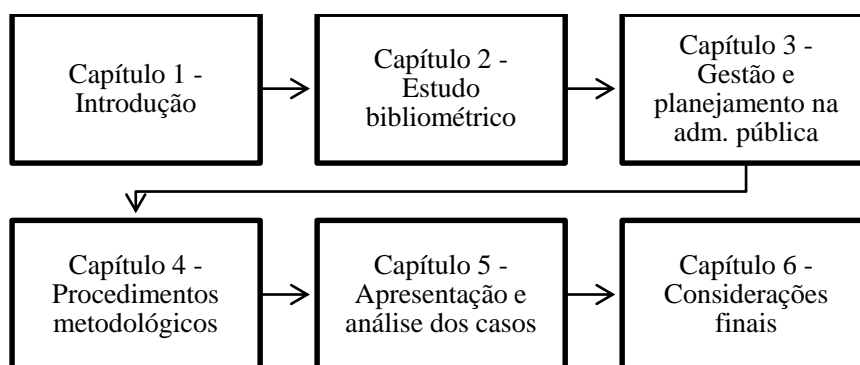 Capítulo 1 -
Introdução
Capítulo 2 -
Estudo
bibliométrico
Capítulo 3 -
Gestão e
planejamento na
adm. pública
Capítulo 4 -
Procedimentos
metodológicos
Capítulo 5 -
Apresentação e
análise dos casos
Capítulo 6 -
Considerações
finais